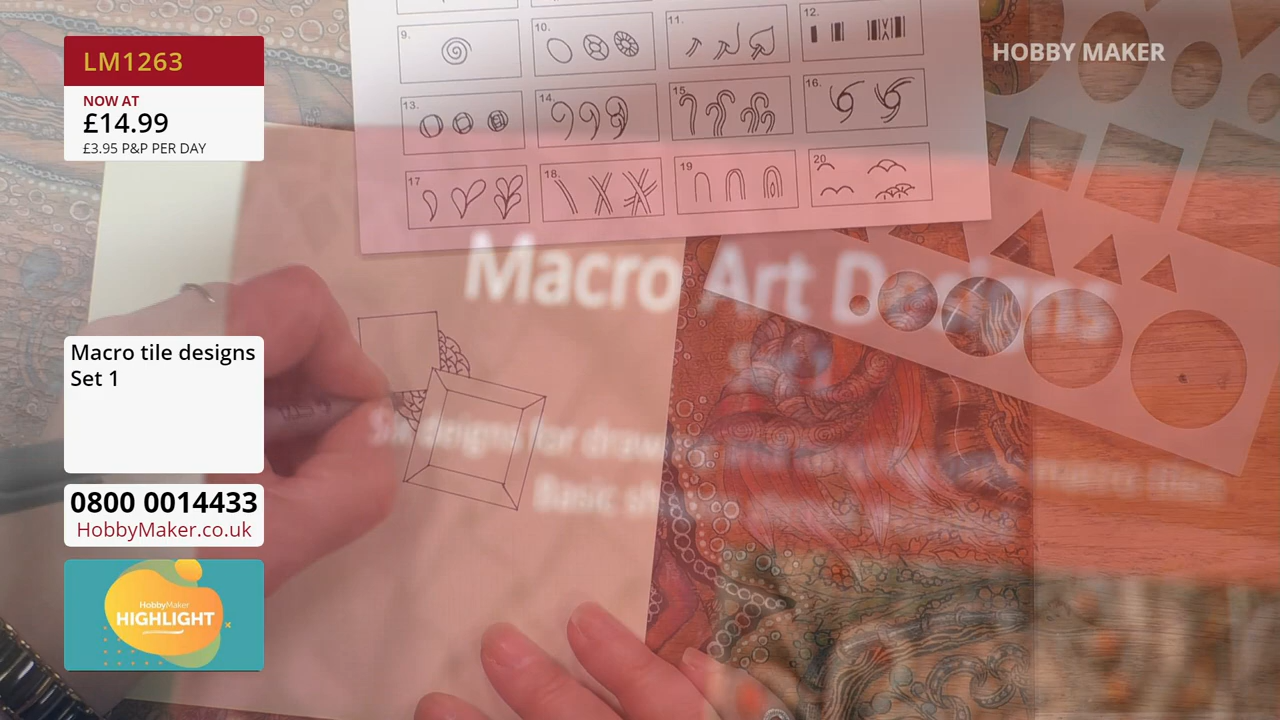 LM1263
NOW AT
£14.99
£3.95 P&P PER DAY
HOBBY MAKER
9.
10.
11.
12.
13.
14.
15.
16.
17
18.
19
20
Macro Art Designs
for
Basic
Macro tile designs
Set 1
0800 0014433
HobbyMaker.co.uk
HobbyMaker
HIGHLIGHT